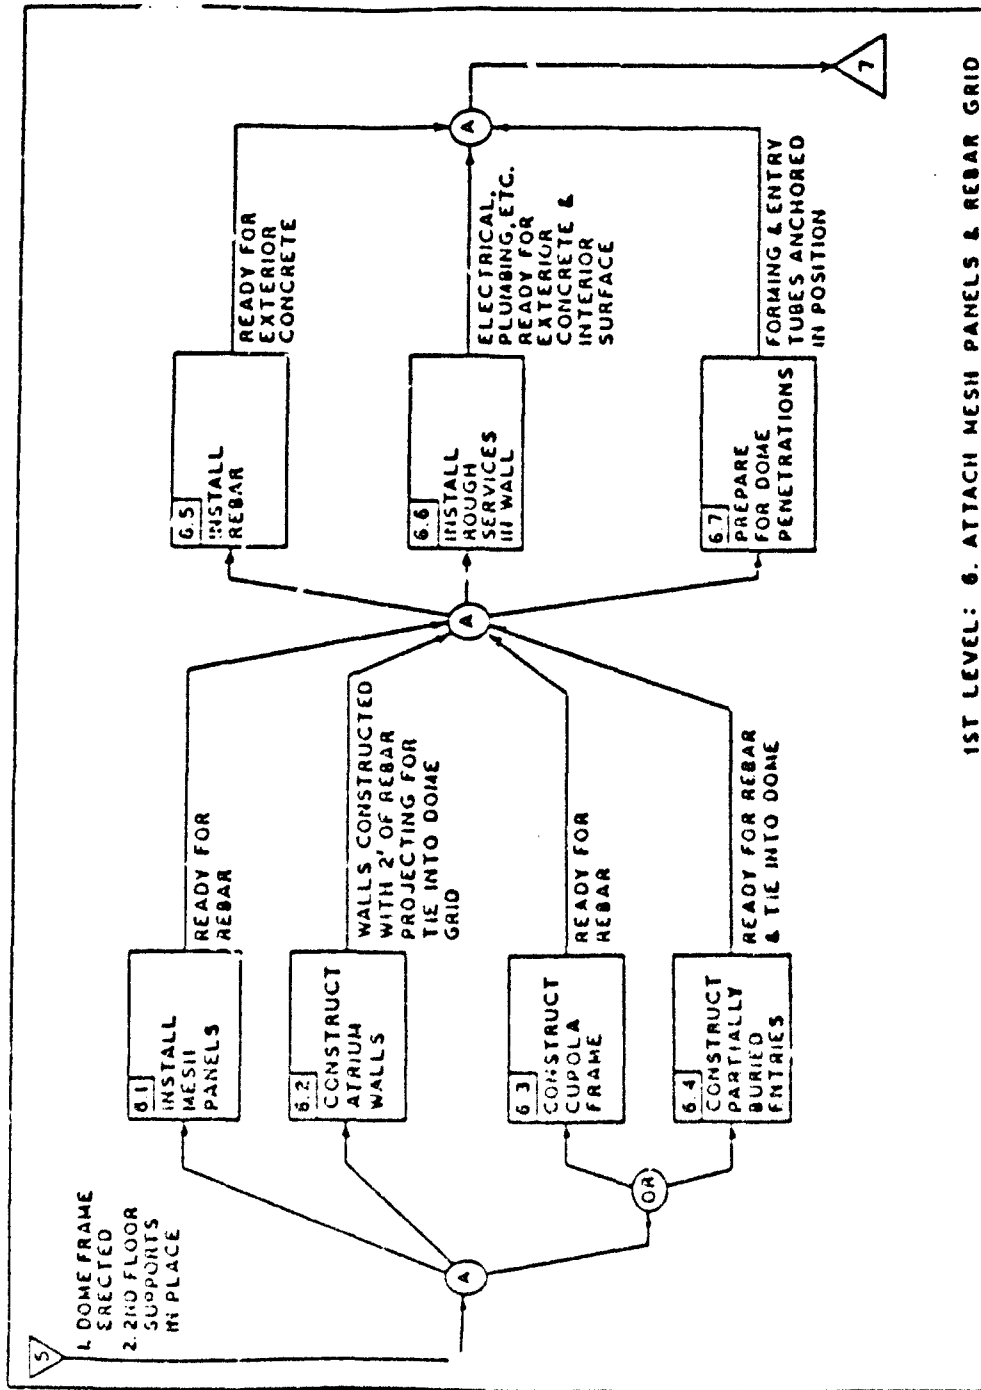 5
1. DOME FRAME
ERECTED
2. 2ND FLOOR
SUPPORTS
IN PLACE
A
OR
6.1
INSTALL
MESH
PANELS
READY FOR
REBAR
6.2
CONSTRUCT
ATRIUM
WALLS
WALLS CONSTRUCTED
WITH 2' OF REBAR
PROJECTING FOR
TIE INTO DOME
GRID
6.3
CONSTRUCT
CUPOLA
FRAME
READY FOR
REBAR
6.4
CONSTRUCT
PARTIALLY
BURIED
ENTRIES
READY FOR REBAR
& TIE INTO DOME
A
6.5
INSTALL
REBAR
READY FOR
EXTERIOR
CONCRETE
6.6
INSTALL
ROUGH
SERVICES
IN WALL
ELECTRICAL,
PLUMBING, ETC.
READY FOR
EXTERIOR
CONCRETE &
INTERIOR
SURFACE
6.7
PREPARE
FOR DOME
PENETRATIONS
FORMING & ENTRY
TUBES ANCHORED
IN POSITION
A
7
1ST LEVEL: 6. ATTACH MESH PANELS & REBAR GRID